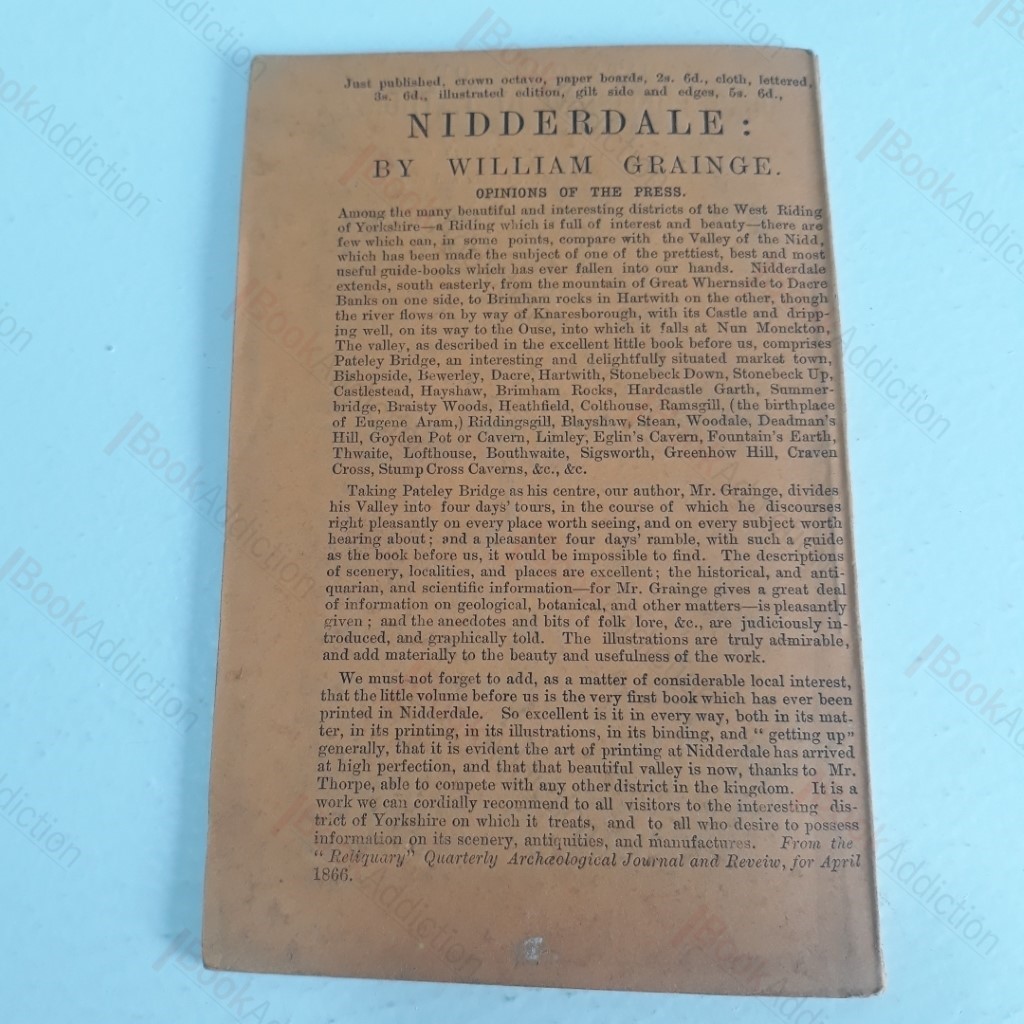 Just published, crown octavo, paper boards, 2s. 6d., cloth, lettered,
3s. 6d., illustrated edition, gilt side and edges, 5s. 6d.,
NIDDERDALE:
BY WILLIAM GRAINGE.
OPINIONS OF THE PRESS.
Among the many beautiful and interesting districts of the West Riding
of Yorkshire—a Riding which is full of interest and beauty—there are
few which can, in some points, compare with the Valley of the Nidd,
which has been made the subject of one of the prettiest, best and most
useful guide-books which has ever fallen into our hands. Nidderdale
extends, south easterly, from the mountain of Great Whernside to Dacre
Banks on one side, to Brimham rocks in Hartwith on the other, though
the river flows on by way of Knaresborough, with its Castle and dripp-
ing well, on its way to the Ouse, into which it falls at Nun Monckton,
The valley, as described in the excellent little book before us, comprises
Pateley Bridge, an interesting and delightfully situated market town,
Bishopside, Bewerley, Dacre, Hartwith, Stonebeck Down, Stonebeck Up,
Castlestead, Hayshaw, Brimham Rocks, Hardcastle Garth, Summer-
bridge, Braisty Woods, Heathfield, Colthouse, Ramsgill, (the birthplace
of Eugene Aram,) Riddingsgill, Blayshaw, Stean, Woodale, Deadman's
Hill, Goyden Pot or Cavern, Limley, Eglin's Cavern, Fountain's Earth,
Thwaite, Lofthouse, Bouthwaite, Sigsworth, Greenhow Hill, Craven
Cross, Stump Cross Caverns, &c., &c.
Taking Pateley Bridge as his centre, our author, Mr. Grainge, divides
his Valley into four days' tours, in the course of which he discourses
right pleasantly on every place worth seeing, and on every subject worth
hearing about; and a pleasanter four days' ramble, with such a guide
as the book before us, it would be impossible to find. The descriptions
of scenery, localities, and places are excellent; the historical, and anti-
quarian, and scientific information—for Mr. Grainge gives a great deal
of information on geological, botanical, and other matters—is pleasantly
given; and the anecdotes and bits of folk lore, &c., are judiciously in-
troduced, and graphically told. The illustrations are truly admirable,
and add materially to the beauty and usefulness of the work.
We must not forget to add, as a matter of considerable local interest,
that the little volume before us is the very first book which has ever been
printed in Nidderdale. So excellent is it in every way, both in its mat-
ter, in its printing, in its illustrations, in its binding, and "getting up"
generally, that it is evident the art of printing at Nidderdale has arrived
at high perfection, and that that beautiful valley is now, thanks to Mr.
Thorpe, able to compete with any other district in the kingdom. It is a
work we can cordially recommend to all visitors to the interesting dis-
trict of Yorkshire on which it treats, and to all who desire to possess
information on its scenery, antiquities, and manufactures. From the
"Reliquary" Quarterly Archæological Journal and Reveiw, for April
1866.